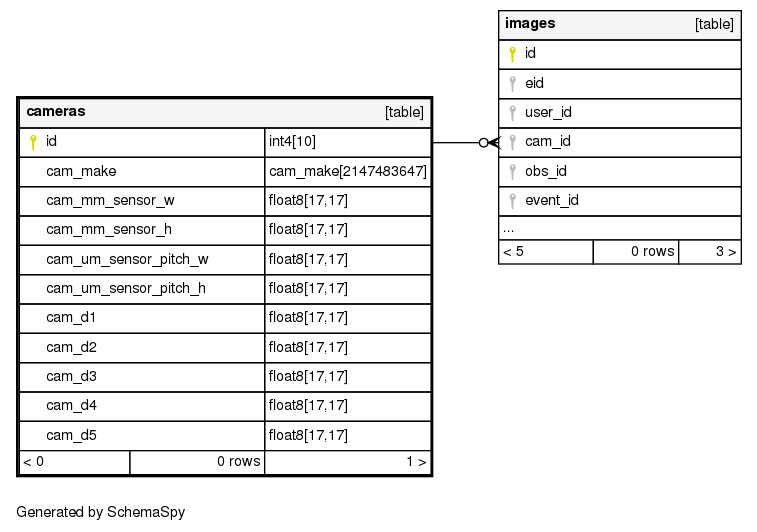 images [table]
id
eid
user_id
cam_id
obs_id
event_id
...
< 5 0 rows 3 >
cameras [table]
id int4[10]
cam_make cam_make[2147483647]
cam_mm_sensor_w float8[17,17]
cam_mm_sensor_h float8[17,17]
cam_um_sensor_pitch_w float8[17,17]
cam_um_sensor_pitch_h float8[17,17]
cam_d1 float8[17,17]
cam_d2 float8[17,17]
cam_d3 float8[17,17]
cam_d4 float8[17,17]
cam_d5 float8[17,17]
< 0 0 rows 1 >
Generated by SchemaSpy